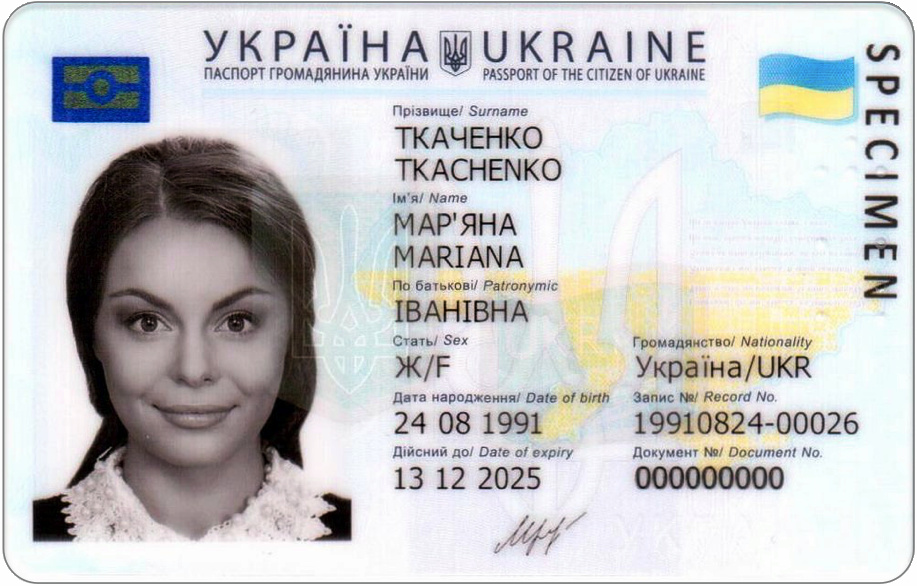 УКРАЇНА UKRAINE
ПАСПОРТ ГРОМАДЯНИНА УКРАЇНИ PASSPORT OF THE CITIZEN OF UKRAINE
SPECIMEN
Прізвище/ Surname
ТКАЧЕНКО
TKACHENKO
Ім'я/ Name
МАР'ЯНА
MARIANA
По батькові/ Patronymic
ІВАНІВНА
Стать/ Sex
Ж/F
Громадянство/ Nationality
Україна/UKR
Дата народження/ Date of birth
24 08 1991
Запис №/ Record No.
19910824-00026
Дійсний до/ Date of expiry
13 12 2025
Документ №/ Document No.
000000000